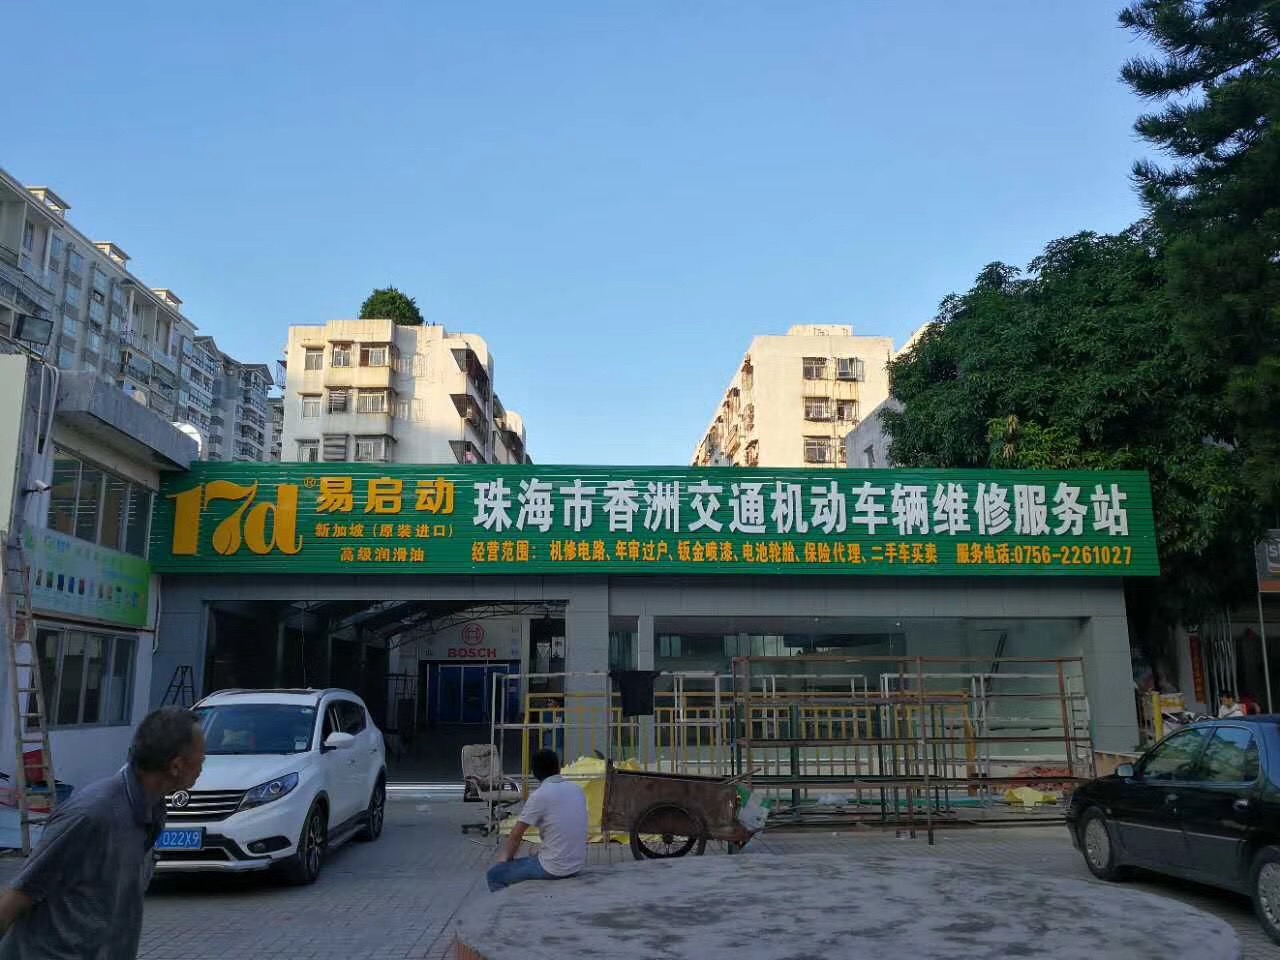 17d® 易启动
新加坡（原装进口）
高级润滑油
珠海市香洲交通机动车辆维修服务站
经营范围：机修电路、年审过户、钣金喷漆、电池轮胎、保险代理、二手车买卖 服务电话:0756-2261027
BOSCH
022X9